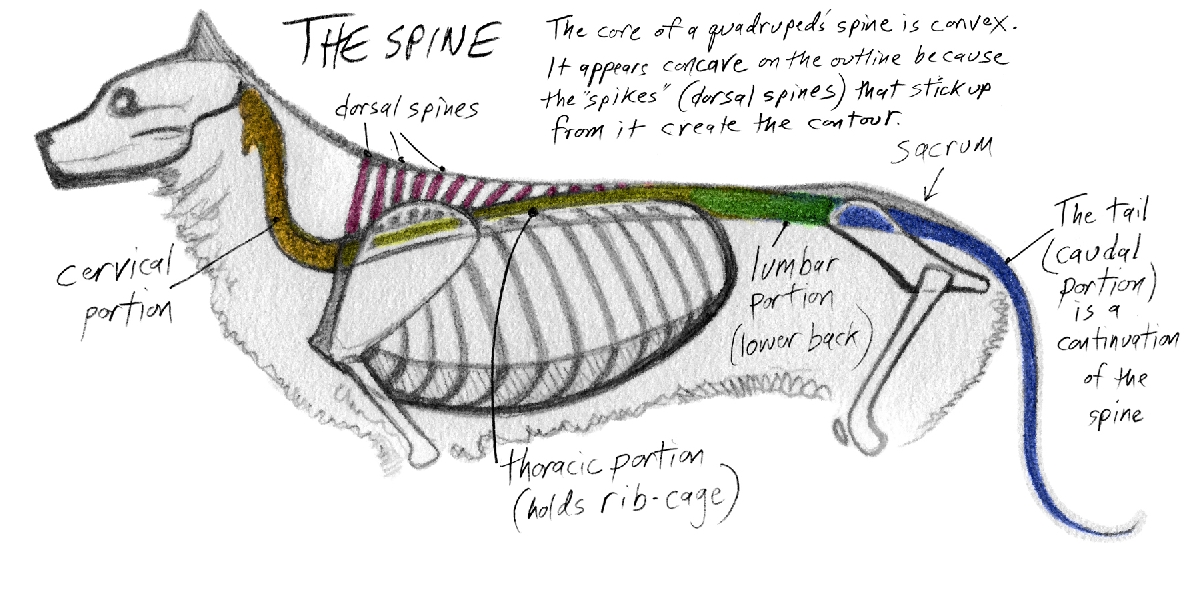 THE SPINE
The core of a quadruped's spine is convex.
It appears concave on the outline because
the "spikes" (dorsal spines) that stick up
from it create the contour.
dorsal spines
sacrum
The tail
(caudal
portion)
is a
continuation
of the
spine
cervical
portion
lumbar
portion
(lower back)
thoracic portion
(holds rib-cage)